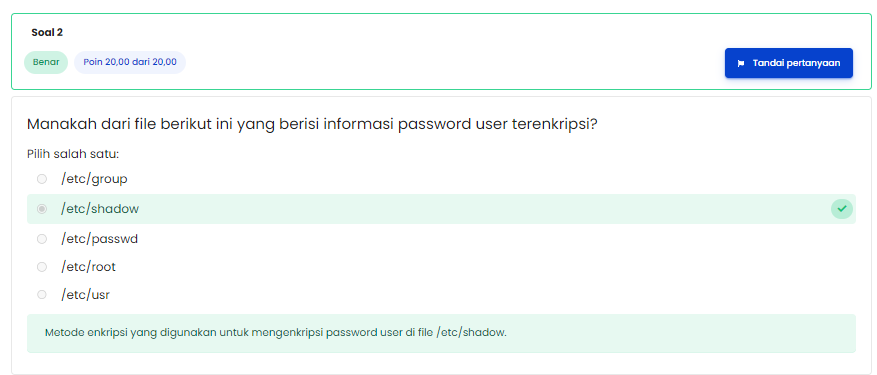 Soal 2
Benar
Poin 20,00 dari 20,00
Tandai pertanyaan
Manakah dari file berikut ini yang berisi informasi password user terenkripsi?
Pilih salah satu:
/etc/group
/etc/shadow
/etc/passwd
/etc/root
/etc/usr
Metode enkripsi yang digunakan untuk mengenkripsi password user di file /etc/shadow.